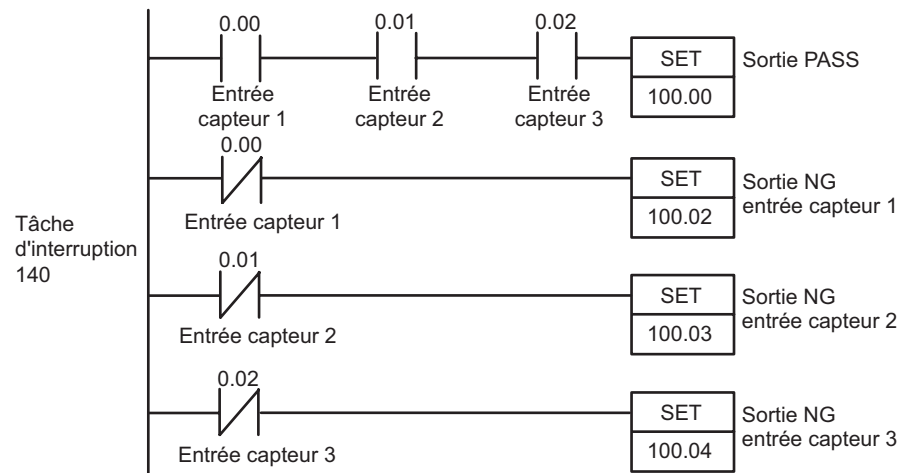 0.00 0.01 0.02
SET Sortie PASS
100.00
Entrée Entrée Entrée
capteur 1 capteur 2 capteur 3
0.00
SET Sortie NG
entrée capteur 1
100.02
Entrée capteur 1
Tâche
d'interruption
140
0.01
SET Sortie NG
entrée capteur 2
100.03
Entrée capteur 2
0.02
SET Sortie NG
entrée capteur 3
100.04
Entrée capteur 3